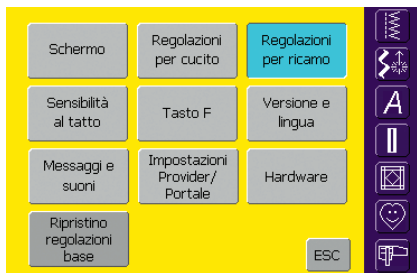 Schermo
Regolazioni
per cucito
Regolazioni
per ricamo
Sensibilità
al tatto
Tasto F
Versione e
lingua
Messaggi e
suoni
Impostazioni
Provider/
Portale
Hardware
Ripristino
regolazioni
base
ESC
A